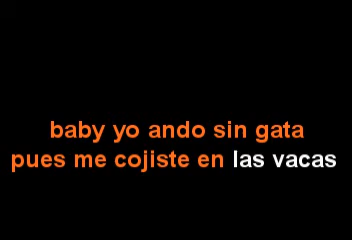 baby yo ando sin gata
pues me cojiste en las vacas